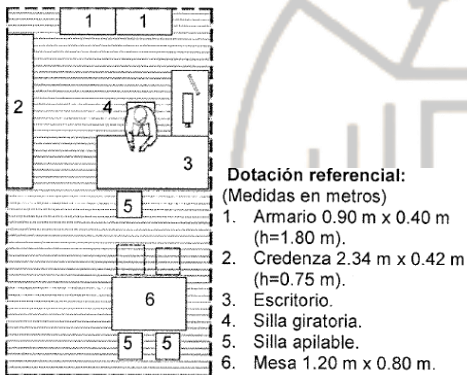 1 1
2
4
3
5
6
5 5
Dotación referencial:
(Medidas en metros)
1. Armario 0.90 m x 0.40 m
(h=1.80 m).
2. Credenza 2.34 m x 0.42 m
(h=0.75 m).
3. Escritorio.
4. Silla giratoria.
5. Silla apilable.
6. Mesa 1.20 m x 0.80 m.